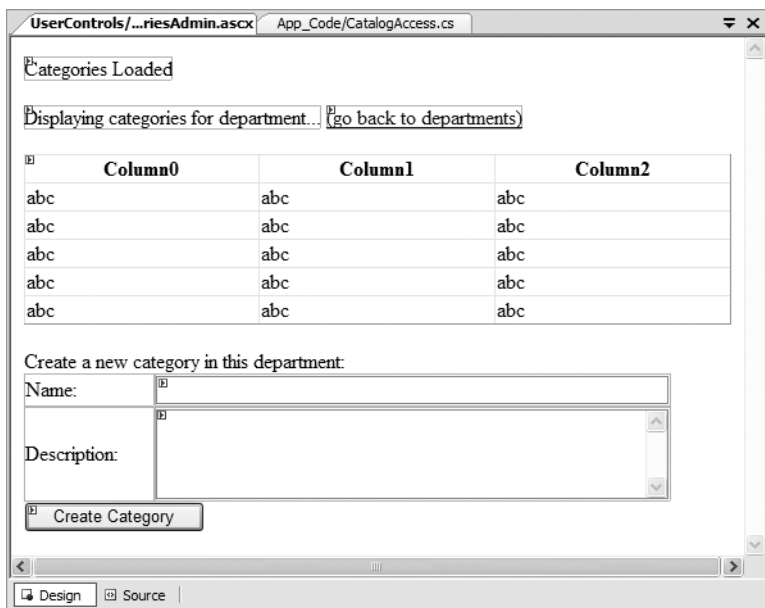 UserControls/...riesAdmin.ascx App_Code/CatalogAccess.cs
Categories Loaded
Displaying categories for department... (go back to departments)
Column0 Column1 Column2
abc abc abc
abc abc abc
abc abc abc
abc abc abc
abc abc abc
Create a new category in this department:
Name:
Description:
Create Category
Design Source